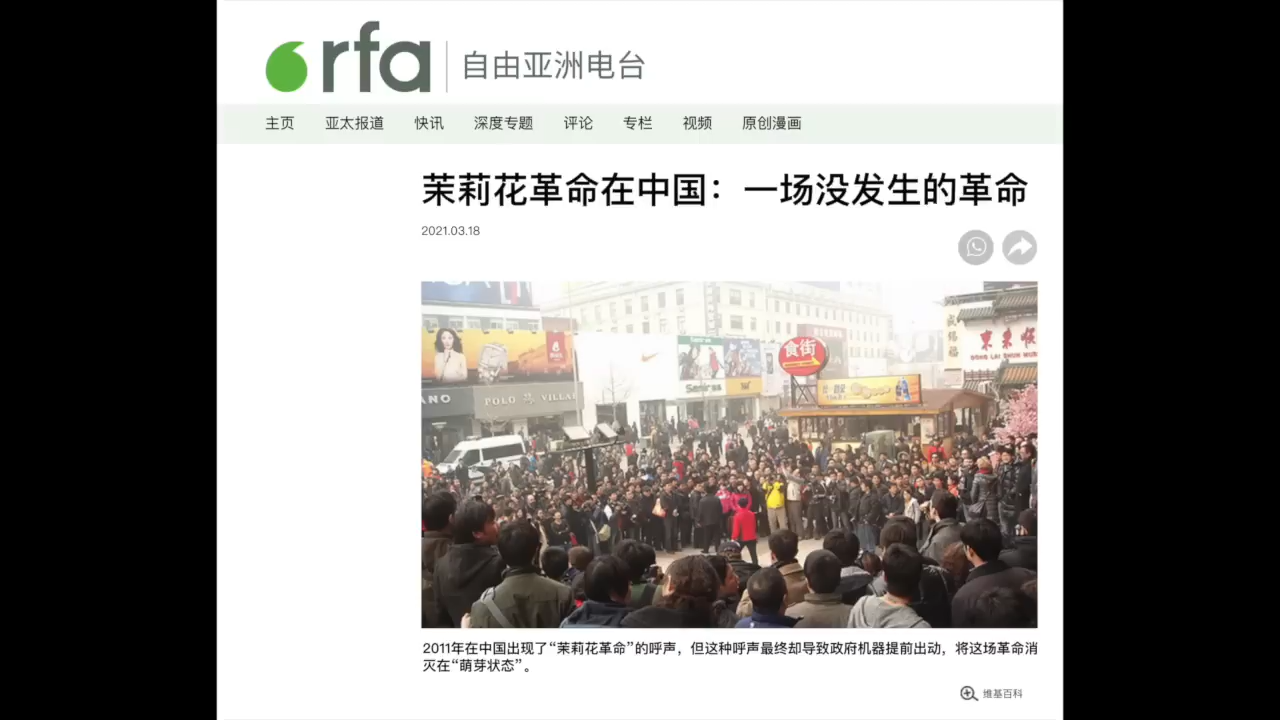 rfa 自由亚洲电台
主页 亚太报道 快讯 深度专题 评论 专栏 视频 原创漫画
茉莉花革命在中国：一场没发生的革命
2021.03.18
食街
POLO VILLA
ANO
DONG LAI SHUN
2011年在中国出现了“茉莉花革命”的呼声，但这种呼声最终却导致政府机器提前出动，将这场革命消
灭在“萌芽状态”。
维基百科